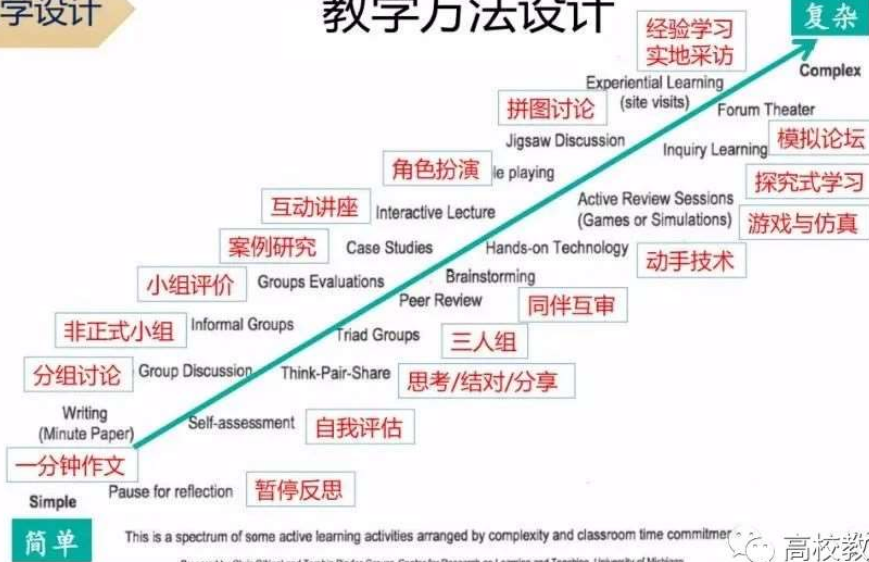 学设计
教学方法设计
复杂
经验学习
实地采访
Complex
Experiential Learning
(site visits)
拼图讨论
Forum Theater
Jigsaw Discussion
Inquiry Learning
模拟论坛
角色扮演
le playing
探究式学习
Active Review Sessions
(Games or Simulations)
互动讲座
Interactive Lecture
游戏与仿真
案例研究
Case Studies
Hands-on Technology
动手技术
小组评价
Groups Evaluations
Brainstorming
Peer Review
同伴互审
非正式小组
Informal Groups
Triad Groups
三人组
分组讨论
Group Discussion
Think-Pair-Share
思考/结对/分享
Writing
(Minute Paper)
Self-assessment
自我评估
一分钟作文
Pause for reflection
暂停反思
Simple
简单
This is a spectrum of some active learning activities arranged by complexity and classroom time
高校教